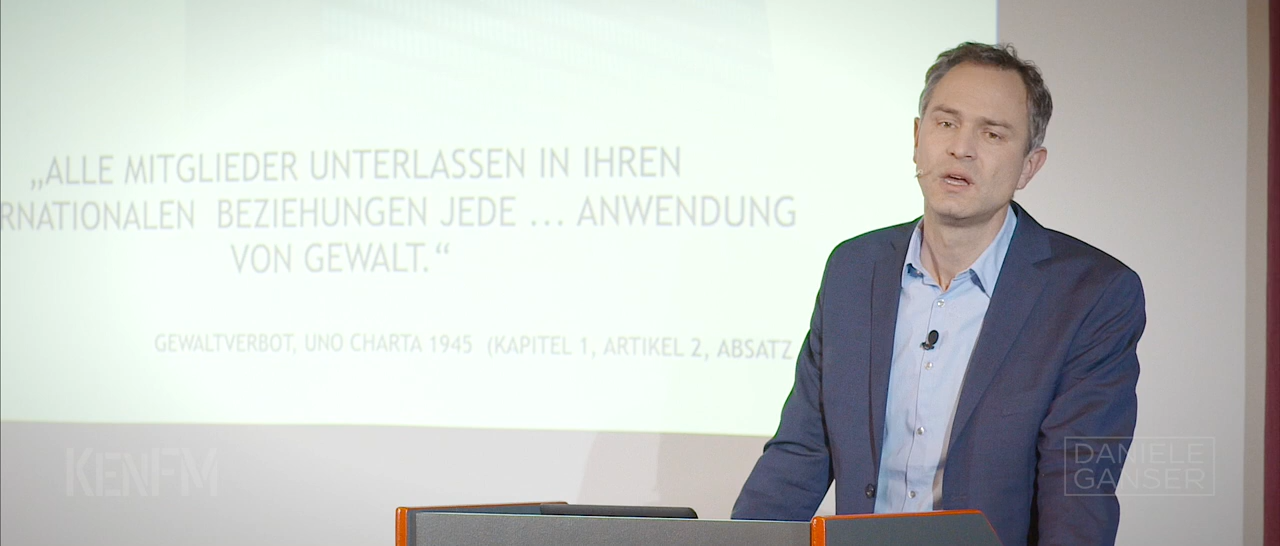 „ALLE MITGLIEDER UNTERLASSEN IN IHREN
RNATIONALEN BEZIEHUNGEN JEDE ... ANWENDUNG
VON GEWALT.“
GEWALTVERBOT, UNO CHARTA 1945 (KAPITEL 1, ARTIKEL 2, ABSATZ
KENFM
DANIELE
GANSER